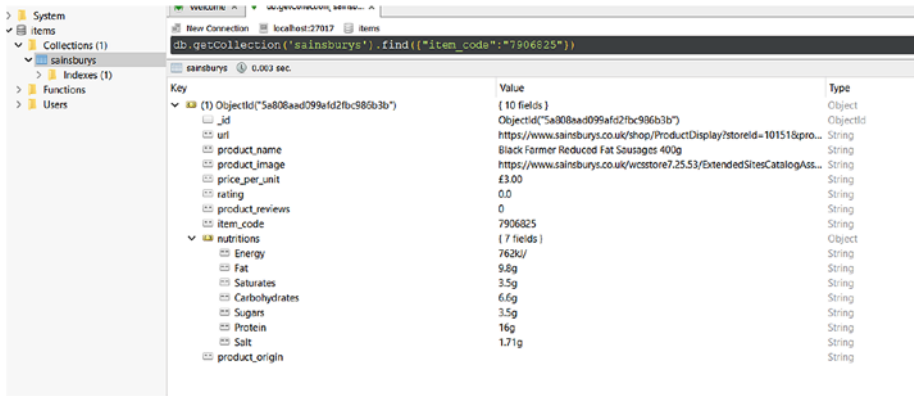 System
items
Collections (1)
sainsburys
Indexes (1)
Functions
Users
Welcome ×
New Connection localhost:27017 items
db.getCollection('sainsburys').find({"item_code":"7906825"})
sainsburys 0.003 sec.
Key Value Type
(1) ObjectId("5a808aad099afd2fbc986b3b") { 10 fields } Object
_id ObjectId("5a808aad099afd2fbc986b3b") ObjectId
url https://www.sainsburys.co.uk/shop/ProductDisplay?storeId=10151&pro... String
product_name Black Farmer Reduced Fat Sausages 400g String
product_image https://www.sainsburys.co.uk/wcsstore7.25.53/ExtendedSitesCatalogAss... String
price_per_unit £3.00 String
rating 0.0 String
product_reviews 0 String
item_code 7906825 String
nutritions { 7 fields } Object
Energy 762kJ/ String
Fat 9.8g String
Saturates 3.5g String
Carbohydrates 6.6g String
Sugars 3.5g String
Protein 16g String
Salt 1.71g String
product_origin String